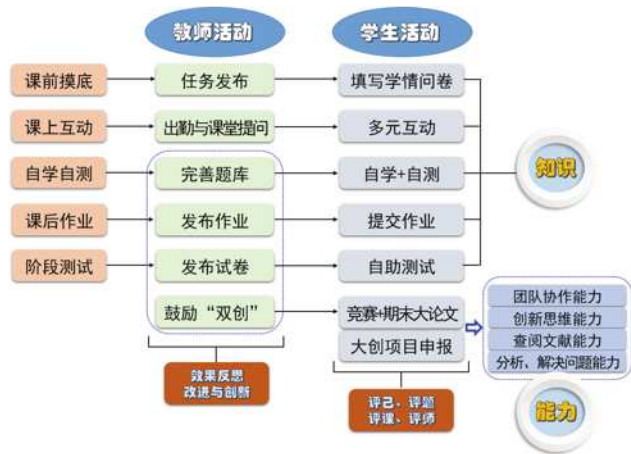 教师活动 学生活动
课前摸底 任务发布 填写学情问卷
课上互动 出勤与课堂提问 多元互动
自学自测 完善题库 自学+自测
知识
课后作业 发布作业 提交作业
阶段测试 发布试卷 自助测试
鼓励“双创” 竞赛+期末大论文
大创项目申报
团队协作能力
创新思维能力
查阅文献能力
分析、解决问题能力
效果反思
改进与创新
评己、评题
评课、评师
能力